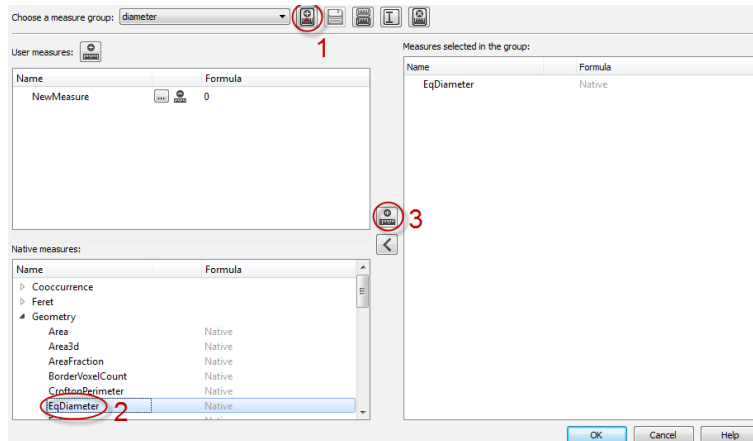 Choose a measure group: diameter
1
User measures:
Name Formula
NewMeasure ... 0
Measures selected in the group:
Name Formula
EqDiameter Native
3
Native measures:
Name Formula
Cooccurrence
Feret
Geometry
Area Native
Area3d Native
AreaFraction Native
BorderVoxelCount Native
CroftonPerimeter Native
EqDiameter 2 Native
OK Cancel Help